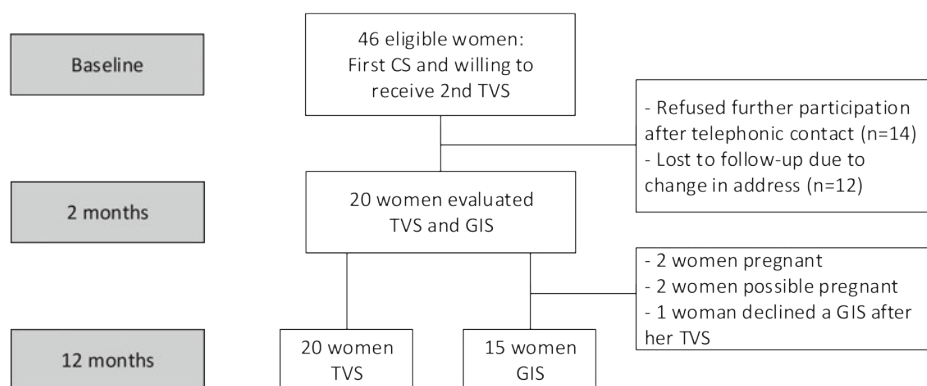 Baseline
46 eligible women:
First CS and willing to
receive 2nd TVS
- Refused further participation
after telephonic contact (n=14)
- Lost to follow-up due to
change in address (n=12)
2 months
20 women evaluated
TVS and GIS
- 2 women pregnant
- 2 women possible pregnant
- 1 woman declined a GIS after
her TVS
12 months
20 women
TVS
15 women
GIS